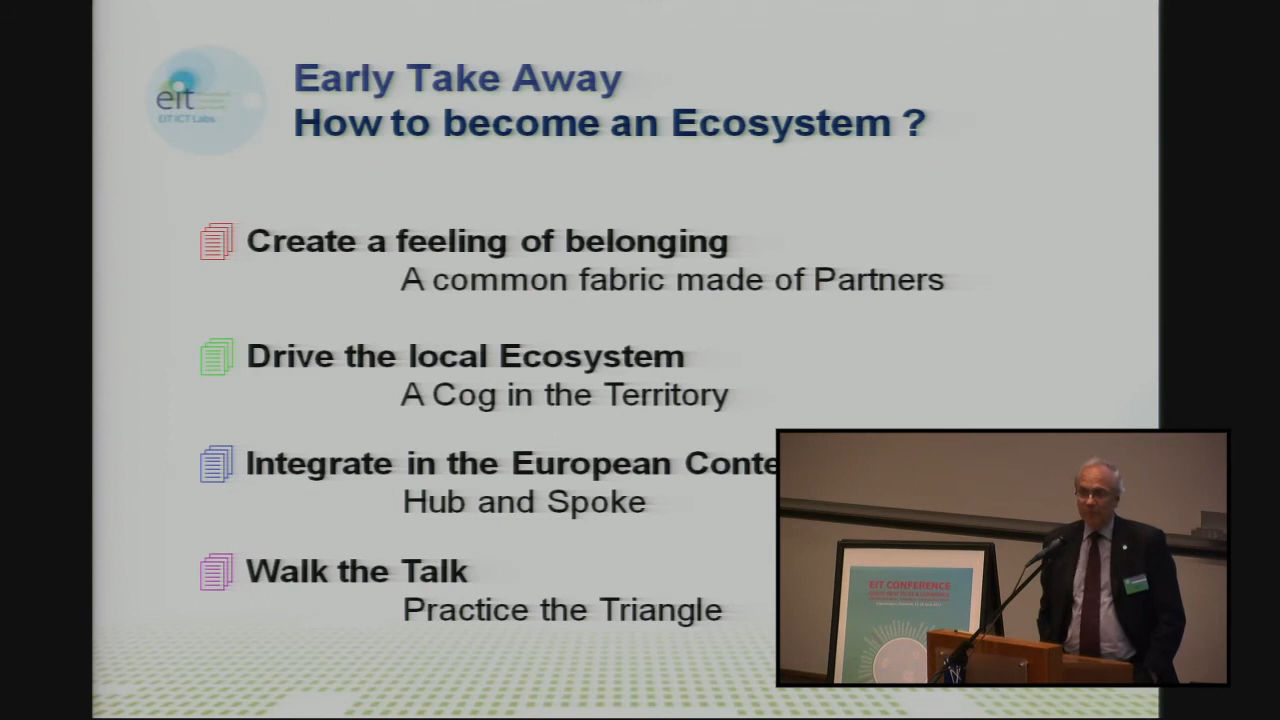 eit
EIT ICT Labs
Early Take Away
How to become an Ecosystem ?
Create a feeling of belonging
A common fabric made of Partners
Drive the local Ecosystem
A Cog in the Territory
Integrate in the European Conte
Hub and Spoke
Walk the Talk
Practice the Triangle
EIT CONFERENCE